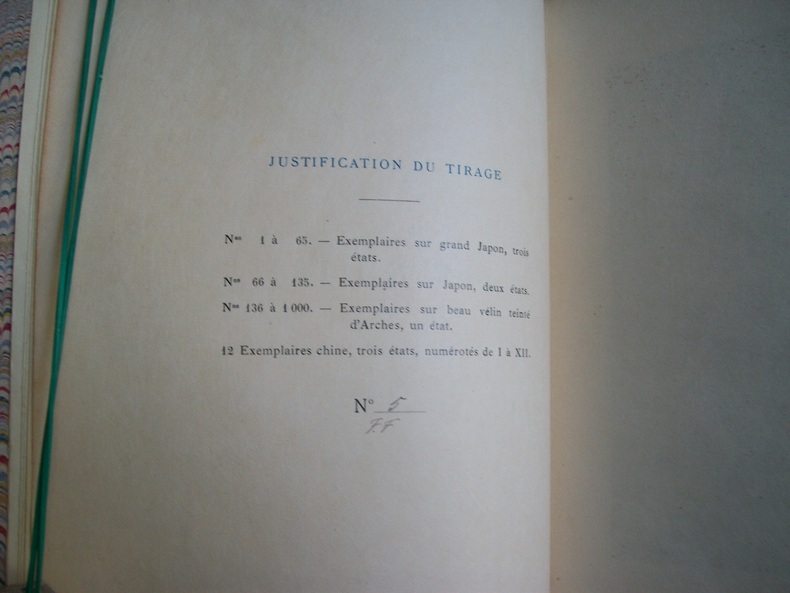 JUSTIFICATION DU TIRAGE
Nos 1 à 65. — Exemplaires sur grand Japon, trois
états.
Nos 66 à 135. — Exemplaires sur Japon, deux états.
Nos 136 à 1 000. — Exemplaires sur beau vélin teinté
d'Arches, un état.
12 Exemplaires chine, trois états, numérotés de I à XII.
N° 5
F.F